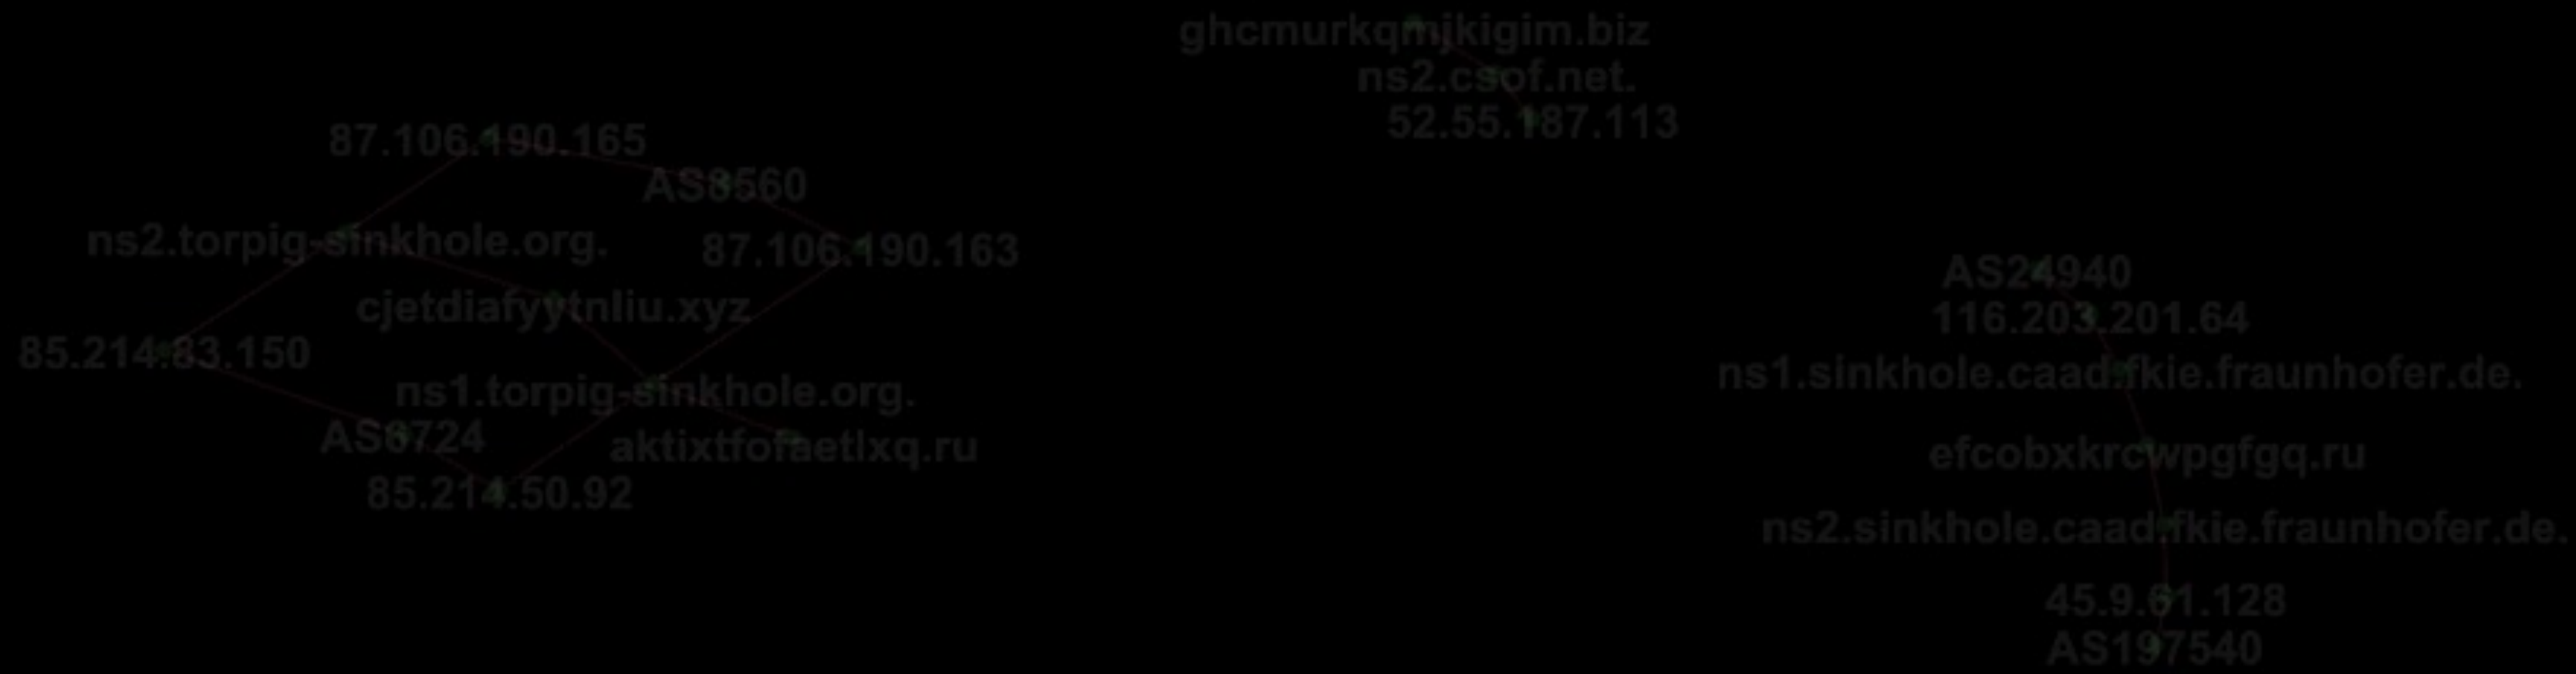 ghcmurkqmjkigim.biz
ns2.csof.net.
52.55.187.113
87.106.190.165
AS8560
ns2.torpig-sinkhole.org.
87.106.190.163
cjetdiafyytnliu.xyz
85.214.83.150
ns1.torpig-sinkhole.org.
AS6724
aktixtfofaetlxq.ru
85.214.50.92
AS24940
116.203.201.64
ns1.sinkhole.caad.fkie.fraunhofer.de.
efcobxkrcwpgfgq.ru
ns2.sinkhole.caad.fkie.fraunhofer.de.
45.9.61.128
AS197540